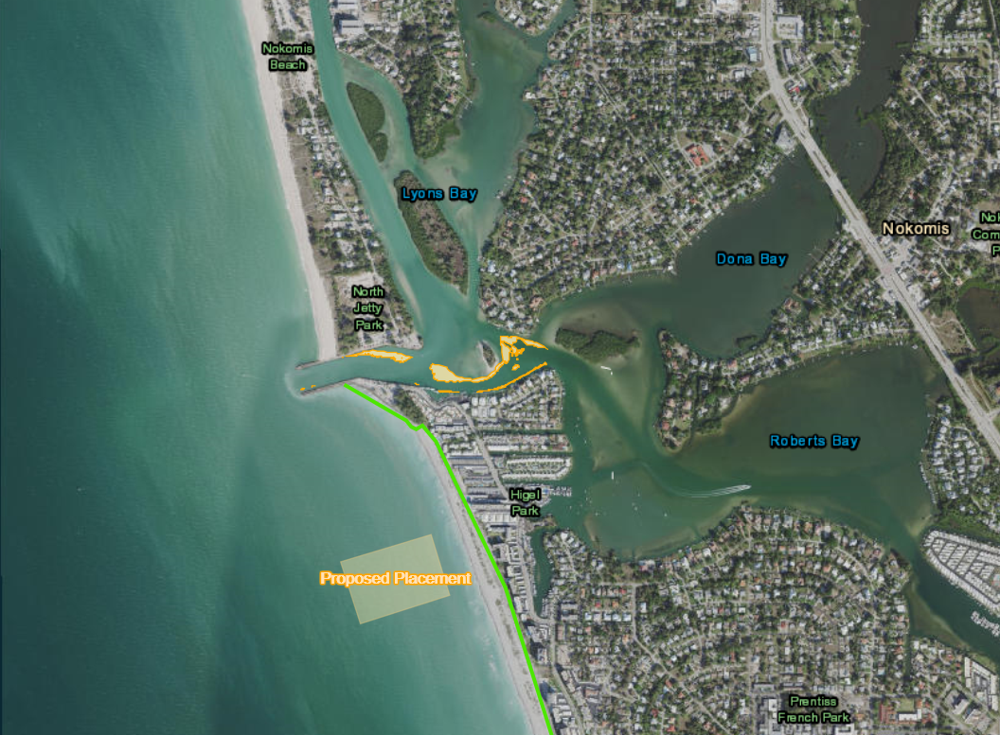 Nokomis
Beach
Lyons Bay
Nokomis
Dona Bay
North
Jetty
Park
Roberts Bay
Higel
Park
Proposed Placement
Prentiss
French Park